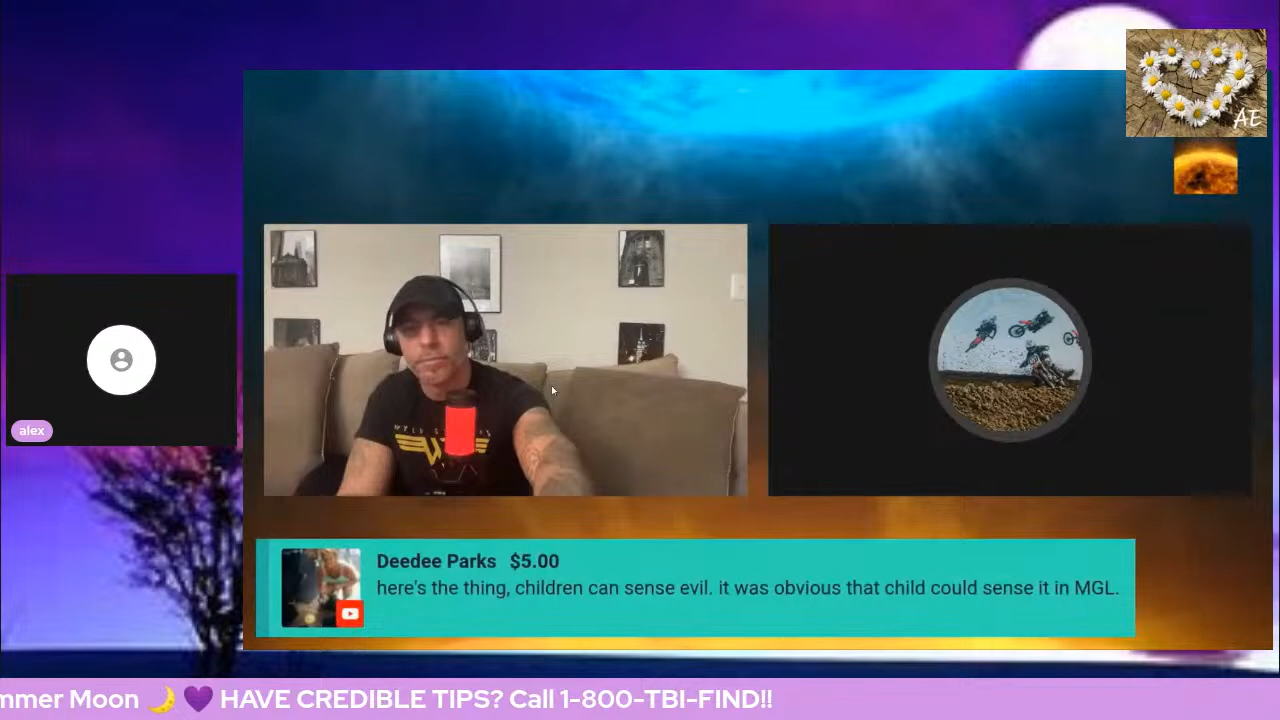 AE
alex
Deedee Parks $5.00
here's the thing, children can sense evil. it was obvious that child could sense it in MGL.
mmer Moon 🌙 💜 HAVE CREDIBLE TIPS? Call 1-800-TBI-FIND!!